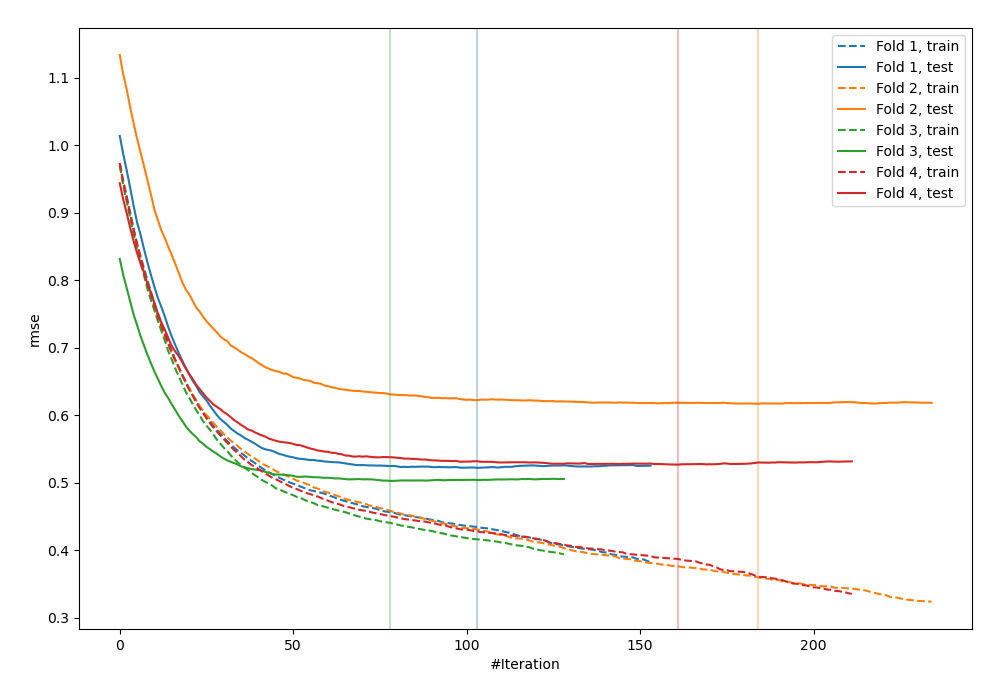 1.1
1.0
0.9
0.8
0.7
0.6
0.5
0.4
0.3
rmse
0 50 100 150 200
#Iteration
Fold 1, train
Fold 1, test
Fold 2, train
Fold 2, test
Fold 3, train
Fold 3, test
Fold 4, train
Fold 4, test